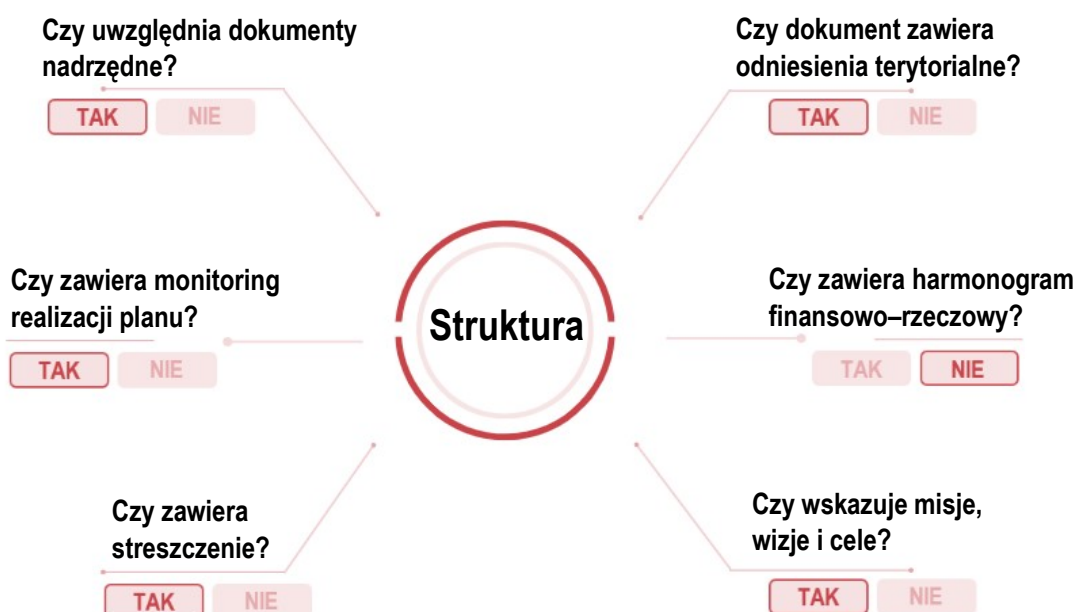 Czy uwzględnia dokumenty
nadrzędne?
TAK NIE
Czy dokument zawiera
odniesienia terytorialne?
TAK NIE
Czy zawiera monitoring
realizacji planu?
TAK NIE
Struktura
Czy zawiera harmonogram
finansowo–rzeczowy?
TAK NIE
Czy zawiera
streszczenie?
TAK NIE
Czy wskazuje misje,
wizje i cele?
TAK NIE